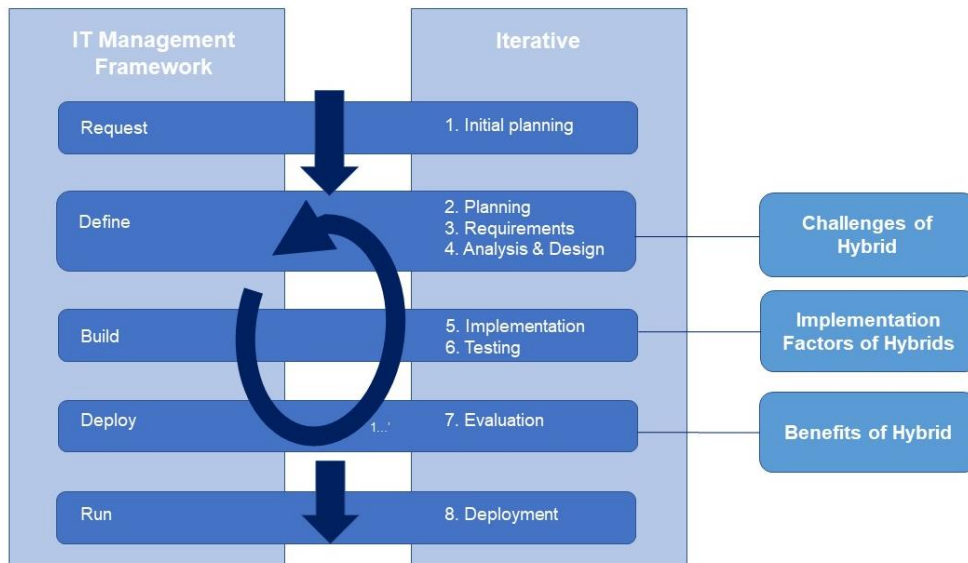 IT Management
Framework
Iterative
Request
1. Initial planning
Define
2. Planning
3. Requirements
4. Analysis & Design
Challenges of
Hybrid
Build
5. Implementation
6. Testing
Implementation
Factors of Hybrids
Deploy
1...'
7. Evaluation
Benefits of Hybrid
Run
8. Deployment